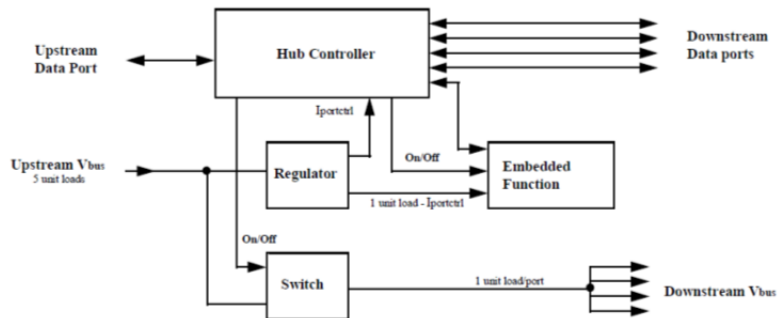 Upstream
Data Port
Hub Controller
Downstream
Data ports
Iportctrl
Upstream Vbus
5 unit loads
Regulator
On/Off
Embedded
Function
1 unit load - Iportctrl
On/Off
Switch
1 unit load/port
Downstream Vbus